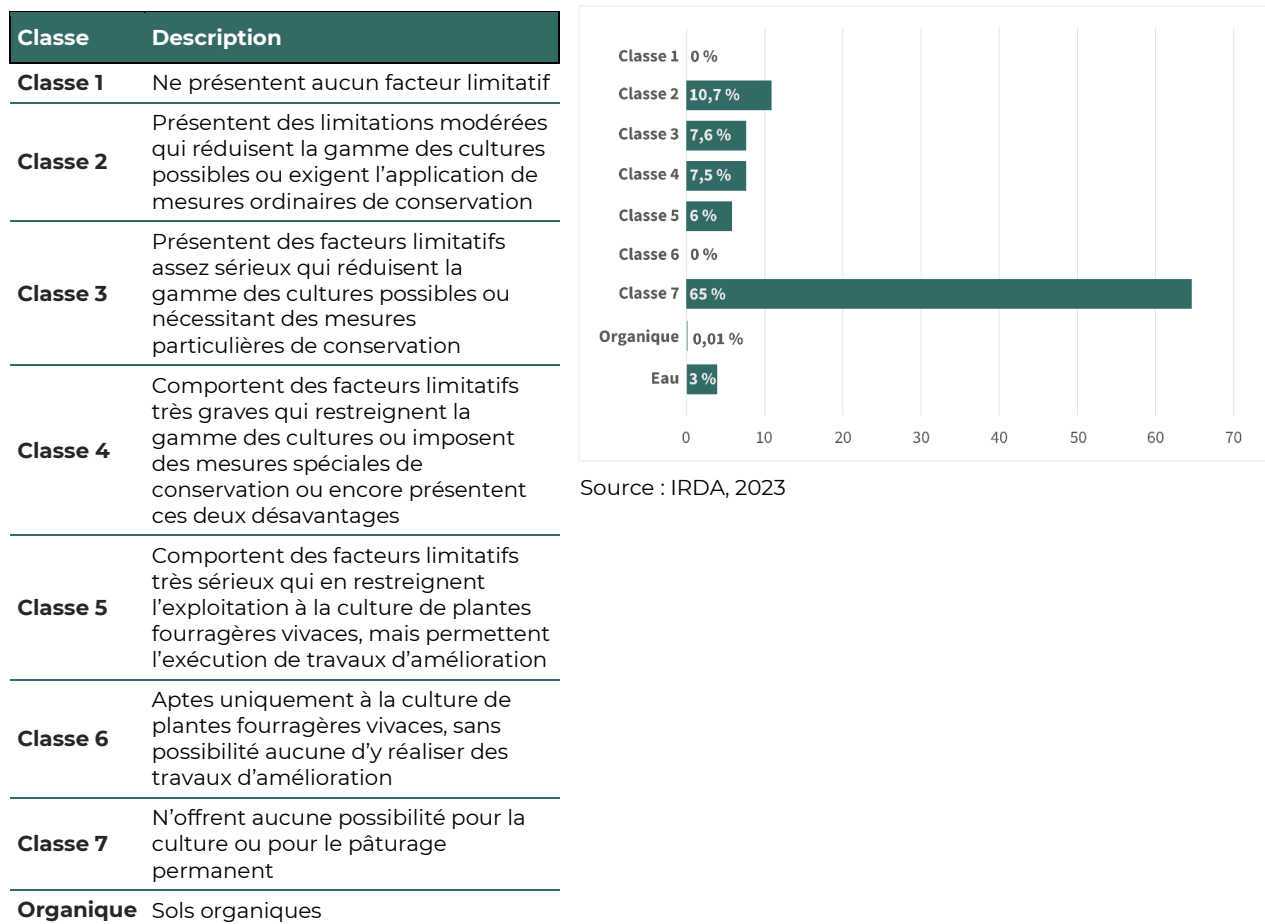 Classe Description
Classe 1 Ne présentent aucun facteur limitatif
Classe 2
Présentent des limitations modérées
qui réduisent la gamme des cultures
possibles ou exigent l'application de
mesures ordinaires de conservation
Classe 3
Présentent des facteurs limitatifs
assez sérieux qui réduisent la
gamme des cultures possibles ou
nécessitant des mesures
particulières de conservation
Classe 4
Comportent des facteurs limitatifs
très graves qui restreignent la
gamme des cultures ou imposent
des mesures spéciales de
conservation ou encore présentent
ces deux désavantages
Classe 5
Comportent des facteurs limitatifs
très sérieux qui en restreignent
l'exploitation à la culture de plantes
fourragères vivaces, mais permettent
l'exécution de travaux d'amélioration
Classe 6
Aptes uniquement à la culture de
plantes fourragères vivaces, sans
possibilité aucune d'y réaliser des
travaux d'amélioration
Classe 7
N'offrent aucune possibilité pour la
culture ou pour le pâturage
permanent
Organique Sols organiques
Classe 1 0 %
Classe 2 10,7 %
Classe 3 7,6 %
Classe 4 7,5 %
Classe 5 6 %
Classe 6 0 %
Classe 7 65 %
Organique 0,01 %
Eau 3 %
0 10 20 30 40 50 60 70
Source : IRDA, 2023